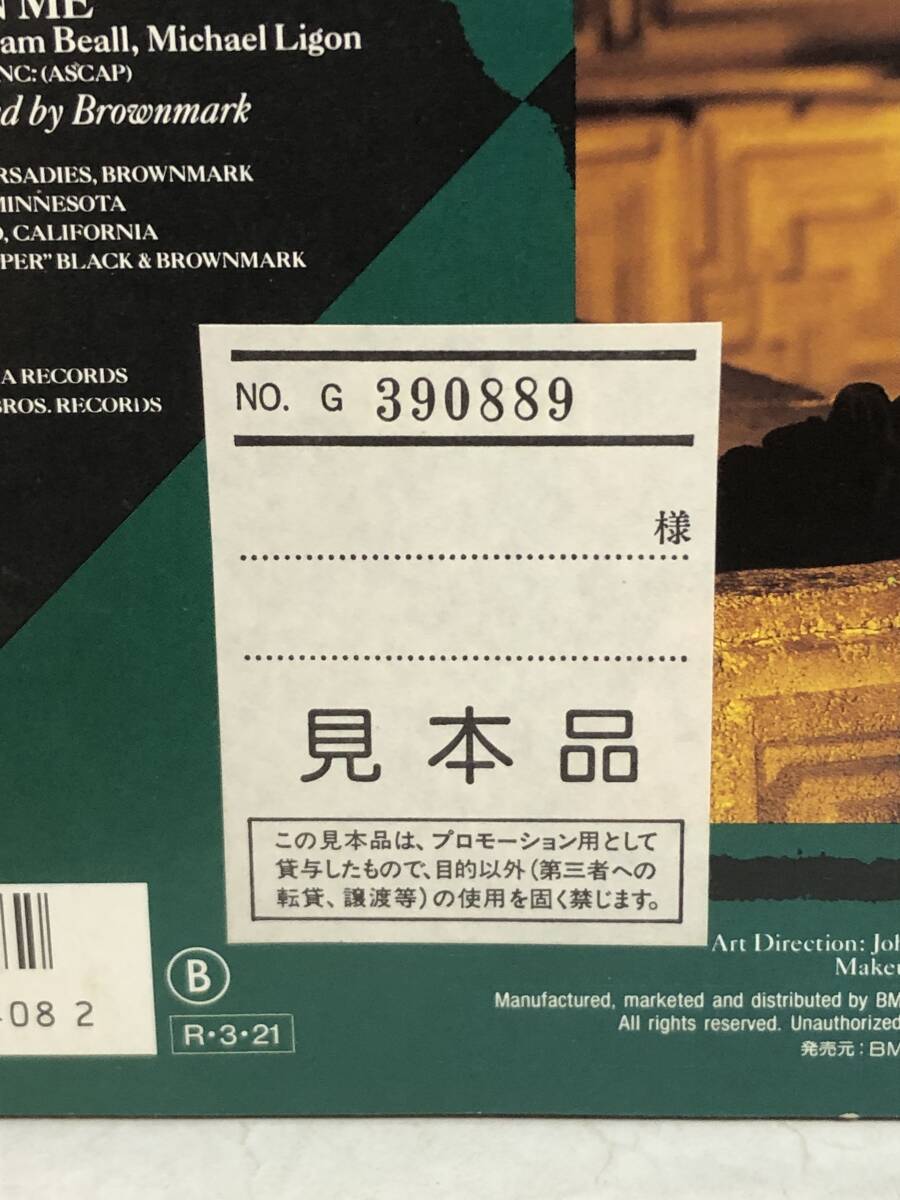 N ME
am Beall, Michael Ligon
NC: (ASCAP)
d by Brownmark
RSADIES, BROWNMARK
MINNESOTA
O, CALIFORNIA
PER" BLACK & BROWNMARK
A RECORDS
BROS. RECORDS
NO. G 390889
様
見本品
この見本品は、プロモーション用として
貸与したもので、目的以外(第三者への
転貸、譲渡等)の使用を固く禁じます。
08 2
B
R・3・21
Art Direction: Joh
Makeu
Manufactured, marketed and distributed by BM
All rights reserved. Unauthorized
発売元:BM